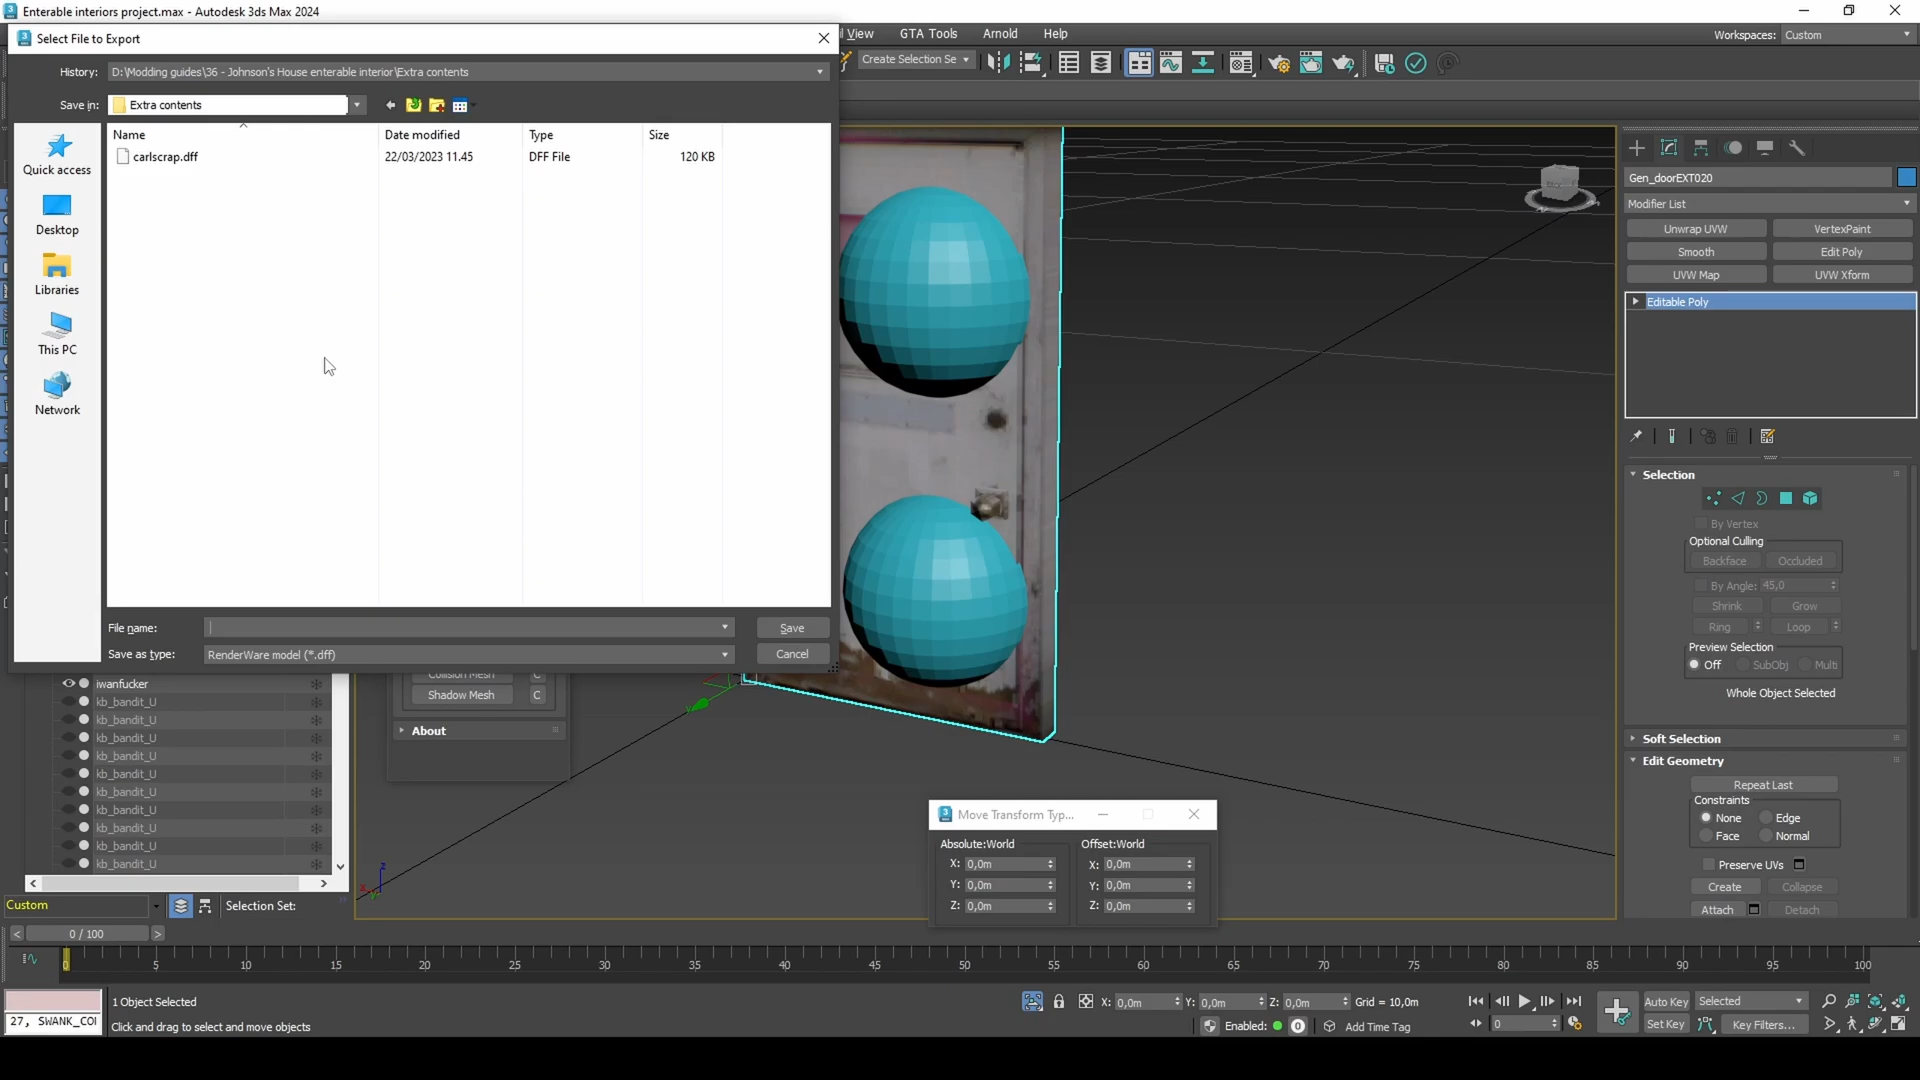 Enterable interiors project.max - Autodesk 3ds Max 2024
Select File to Export
View
GTA Tools
Arnold
Help
Workspaces: Custom
History: D:\Modding guides\36 - Johnson's House enterable interior\Extra contents
Create Selection Se
Save in: Extra contents
Name
Date modified
Type
Size
carlscrap.dff
22/03/2023 11.45
DFF File
120 KB
Quick access
Desktop
Libraries
This PC
Network
File name:
Save
Save as type: RenderWare model (*.dff)
Cancel
Gen_doorEXT020
Modifier List
Unwrap UVW
VertexPaint
Smooth
Edit Poly
UVW Map
UVW Xform
Editable Poly
Selection
By Vertex
Optional Culling
Backface
Occluded
By Angle: 45,0
Shrink
Grow
Ring
Loop
Preview Selection
Off
SubObj
Multi
Whole Object Selected
Soft Selection
Edit Geometry
Repeat Last
Constraints
None
Edge
Face
Normal
Preserve UVs
Create
Collapse
Attach
Detach
Collision Mesh
C
Shadow Mesh
C
About
iwanfucker
kb_bandit_U
kb_bandit_U
kb_bandit_U
kb_bandit_U
kb_bandit_U
kb_bandit_U
kb_bandit_U
kb_bandit_U
kb_bandit_U
kb_bandit_U
Move Transform Typ...
Absolute:World
Offset:World
X: 0,0m
X: 0,0m
Y: 0,0m
Y: 0,0m
Z: 0,0m
Z: 0,0m
z
x
y
Custom
Selection Set:
< 0 / 100 >
0 5 10 15 20 25 30 35 40 45 50 55 60 65 70 75 80 85 90 95 100
1 Object Selected
27, SWANK_CO
Click and drag to select and move objects
X: 0,0m Y: 0,0m Z: 0,0m Grid = 10,0m
Enabled: 0
Add Time Tag
0
Auto Key
Selected
Set Key
Key Filters...